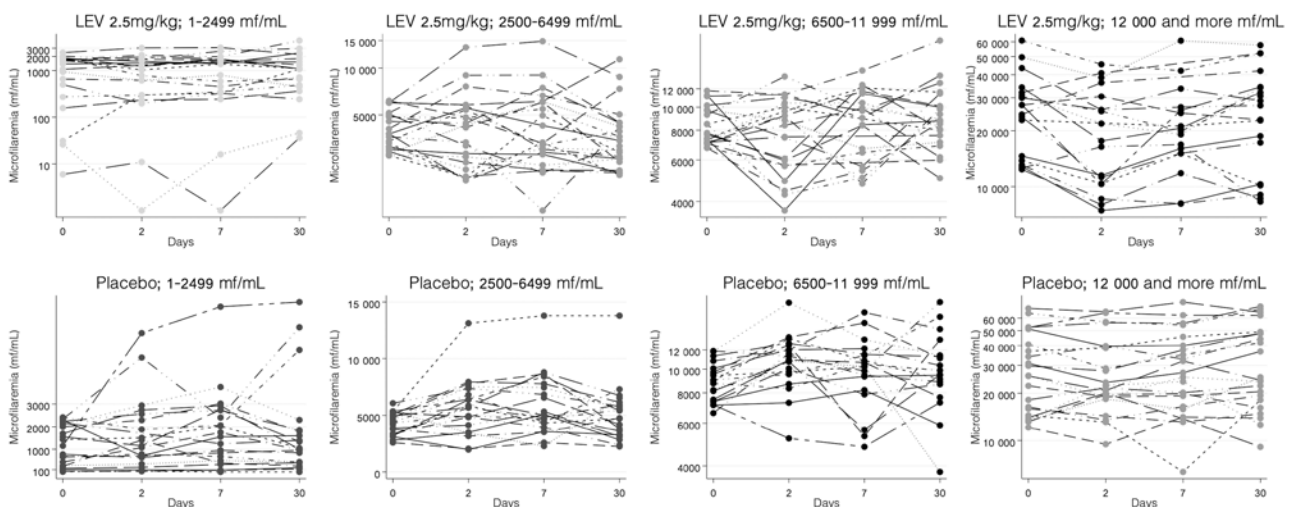 LEV 2.5mg/kg; 1-2499 mf/mL
Microfilaremia (mf/mL)
3000
2000
1000
100
10
0 2 7 30
Days
LEV 2.5mg/kg; 2500-6499 mf/mL
Microfilaremia (mf/mL)
15 000
10 000
5000
0 2 7 30
Days
LEV 2.5mg/kg; 6500-11 999 mf/mL
Microfilaremia (mf/mL)
12 000
10 000
8000
6000
4000
0 2 7 30
Days
LEV 2.5mg/kg; 12 000 and more mf/mL
Microfilaremia (mf/mL)
60 000
50 000
40 000
30 000
20 000
10 000
0 2 7 30
Days
Placebo; 1-2499 mf/mL
Microfilaremia (mf/mL)
3000
2000
1000
100
0 2 7 30
Days
Placebo; 2500-6499 mf/mL
Microfilaremia (mf/mL)
15 000
10 000
5000
0
0 2 7 30
Days
Placebo; 6500-11 999 mf/mL
Microfilaremia (mf/mL)
12 000
10 000
8000
6000
4000
0 2 7 30
Days
Placebo; 12 000 and more mf/mL
Microfilaremia (mf/mL)
60 000
50 000
40 000
30 000
20 000
10 000
0 2 7 30
Days